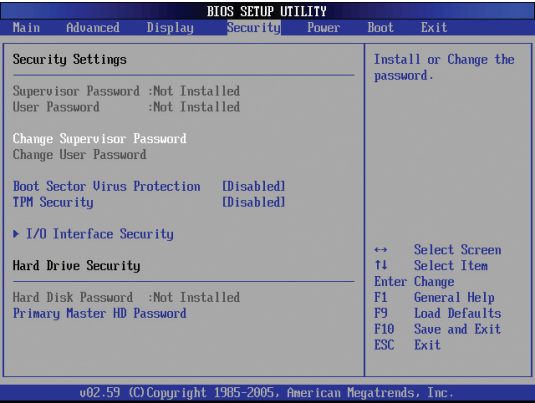 BIOS SETUP UTILITY
Main Advanced Display Security Power Boot Exit
Security Settings
Supervisor Password :Not Installed
User Password :Not Installed
Change Supervisor Password
Change User Password
Boot Sector Virus Protection [Disabled]
TPM Security [Disabled]
I/O Interface Security
Hard Drive Security
Hard Disk Password :Not Installed
Primary Master HD Password
Install or Change the
password.
↔ Select Screen
↑↓ Select Item
Enter Change
F1 General Help
F9 Load Defaults
F10 Save and Exit
ESC Exit
v02.59 (C)Copyright 1985-2005, American Megatrends, Inc.